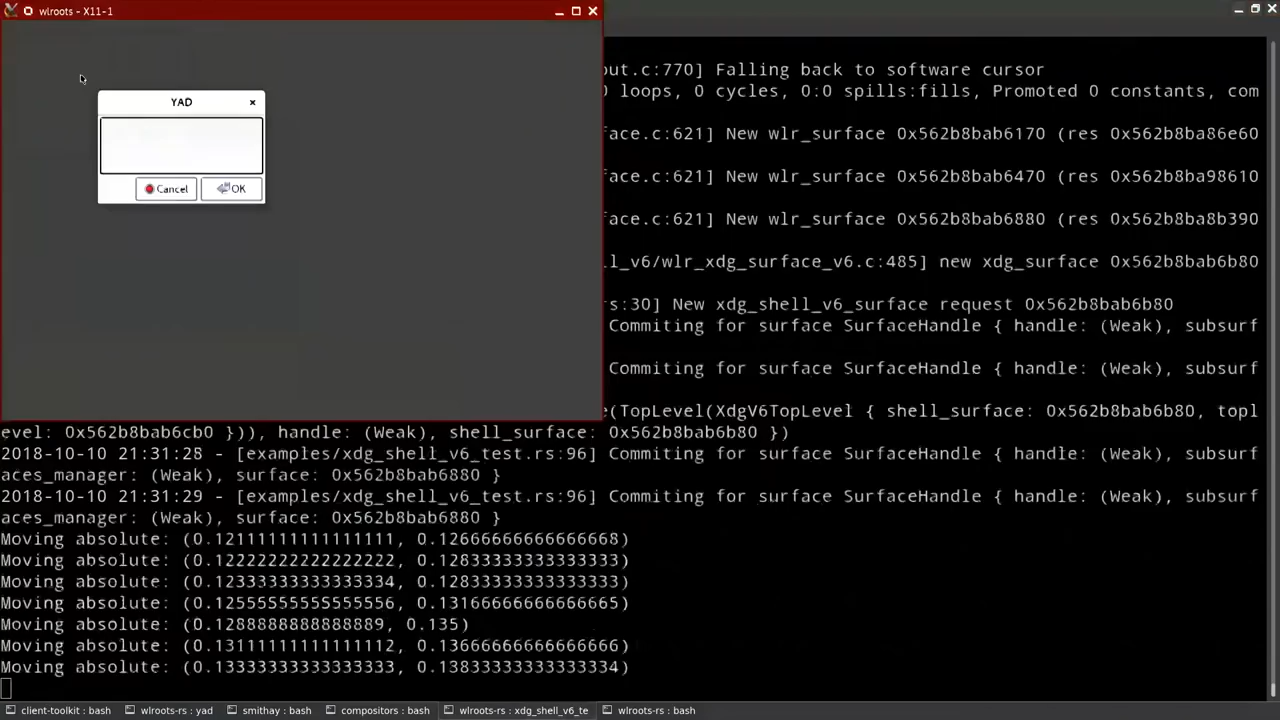 wlroots - X11-1
YAD
Cancel
OK
out.c:770] Falling back to software cursor
0 loops, 0 cycles, 0:0 spills:fills, Promoted 0 constants, com
face.c:621] New wlr_surface 0x562b8bab6170 (res 0x562b8ba86e60
face.c:621] New wlr_surface 0x562b8bab6470 (res 0x562b8ba98610
face.c:621] New wlr_surface 0x562b8bab6880 (res 0x562b8ba8b390
ll_v6/wlr_xdg_surface_v6.c:485] new xdg_surface 0x562b8bab6b80
rs:30] New xdg_shell_v6_surface request 0x562b8bab6b80
Commiting for surface SurfaceHandle { handle: (Weak), subsurf
Commiting for surface SurfaceHandle { handle: (Weak), subsurf
e(TopLevel(XdgV6TopLevel { shell_surface: 0x562b8bab6b80, topl
evel: 0x562b8bab6cb0 })), handle: (Weak), shell_surface: 0x562b8bab6b80 })
2018-10-10 21:31:28 - [examples/xdg_shell_v6_test.rs:96] Commiting for surface SurfaceHandle { handle: (Weak), subsurf
aces_manager: (Weak), surface: 0x562b8bab6880 }
2018-10-10 21:31:29 - [examples/xdg_shell_v6_test.rs:96] Commiting for surface SurfaceHandle { handle: (Weak), subsurf
aces_manager: (Weak), surface: 0x562b8bab6880 }
Moving absolute: (0.12111111111111111, 0.12666666666666668)
Moving absolute: (0.12222222222222222, 0.12833333333333333)
Moving absolute: (0.12333333333333334, 0.12833333333333333)
Moving absolute: (0.12555555555555556, 0.13166666666666665)
Moving absolute: (0.1288888888888889, 0.135)
Moving absolute: (0.13111111111111112, 0.13666666666666666)
Moving absolute: (0.13333333333333333, 0.13833333333333334)
client-toolkit : bash
wlroots-rs : yad
smithay : bash
compositors : bash
wlroots-rs : xdg_shell_v6_te
wlroots-rs : bash